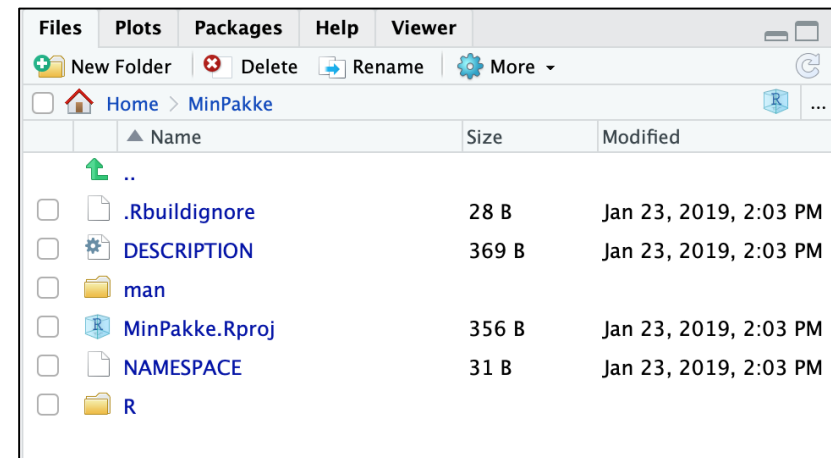 Files Plots Packages Help Viewer
New Folder Delete Rename More
Home > MinPakke R ...
Name Size Modified
..
.Rbuildignore 28 B Jan 23, 2019, 2:03 PM
DESCRIPTION 369 B Jan 23, 2019, 2:03 PM
man
R MinPakke.Rproj 356 B Jan 23, 2019, 2:03 PM
NAMESPACE 31 B Jan 23, 2019, 2:03 PM
R